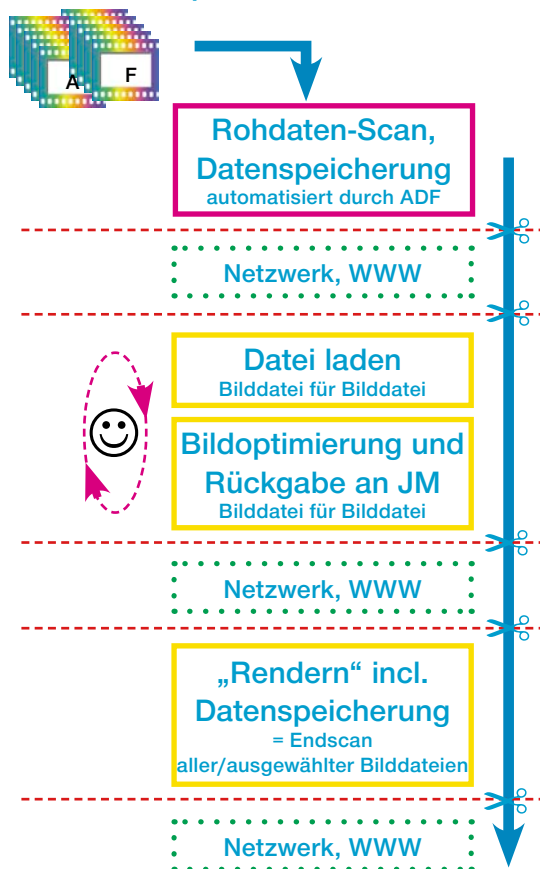 A
F
Rohdaten-Scan,
Datenspeicherung
automatisiert durch ADF
Netzwerk, WWW
Datei laden
Bilddatei für Bilddatei
Bildoptimierung und
Rückgabe an JM
Bilddatei für Bilddatei
Netzwerk, WWW
„Rendern“ incl.
Datenspeicherung
= Endscan
aller/ausgewählter Bilddateien
Netzwerk, WWW